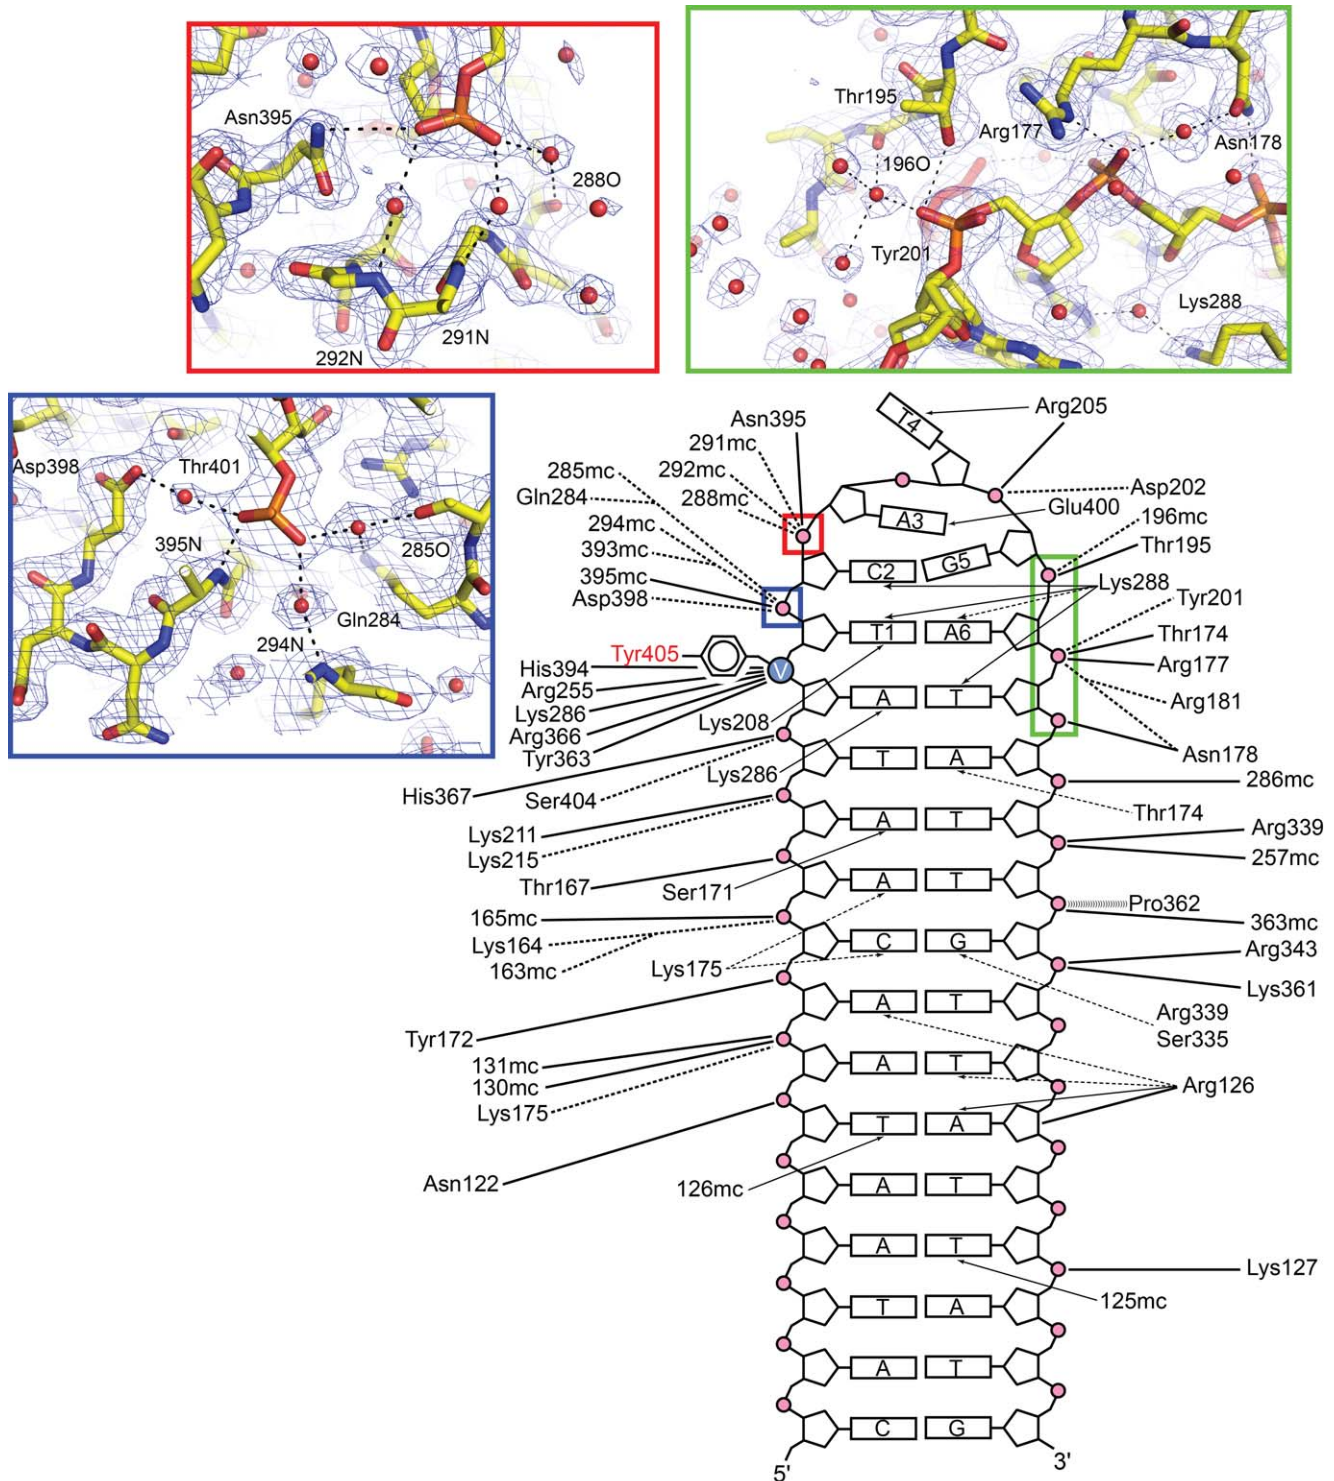 Asn395
288O
292N
291N
Thr195
Arg177
Asn178
196O
Tyr201
Lys288
Asp398
Thr401
395N
285O
Gln284
294N
Asn395
291mc
292mc
288mc
285mc
Gln284
294mc
393mc
395mc
Asp398
Tyr405
His394
Arg255
Lys286
Arg366
Tyr363
His367
Ser404
Lys211
Lys215
Thr167
165mc
Lys164
163mc
Tyr172
131mc
130mc
Lys175
Asn122
V
Lys208
Lys286
Ser171
Lys175
126mc
T4
A3
C2 G5
T1 A6
A T
T A
A T
A T
C G
A T
A T
T A
A T
A T
T A
A T
C G
5' 3'
Arg205
Asp202
Glu400
196mc
Thr195
Lys288
Tyr201
Thr174
Arg177
Arg181
Asn178
286mc
Thr174
Arg339
257mc
Pro362
363mc
Arg343
Lys361
Arg339
Ser335
Arg126
Lys127
125mc